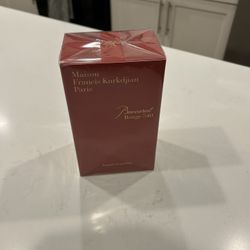 Maison
Francis Kurkdjian
Paris
Baccarat
Rouge 540